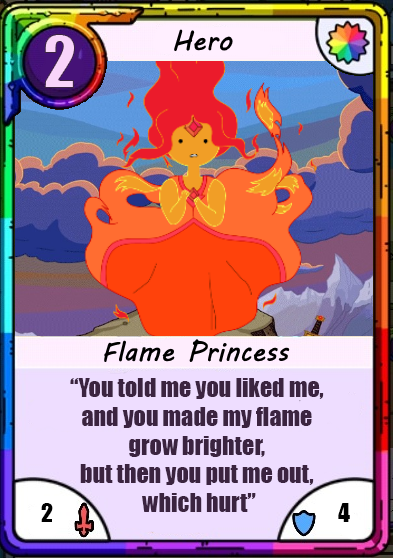 2
Hero
Flame Princess
“You told me you liked me,
and you made my flame
grow brighter,
but then you put me out,
which hurt”
2
4